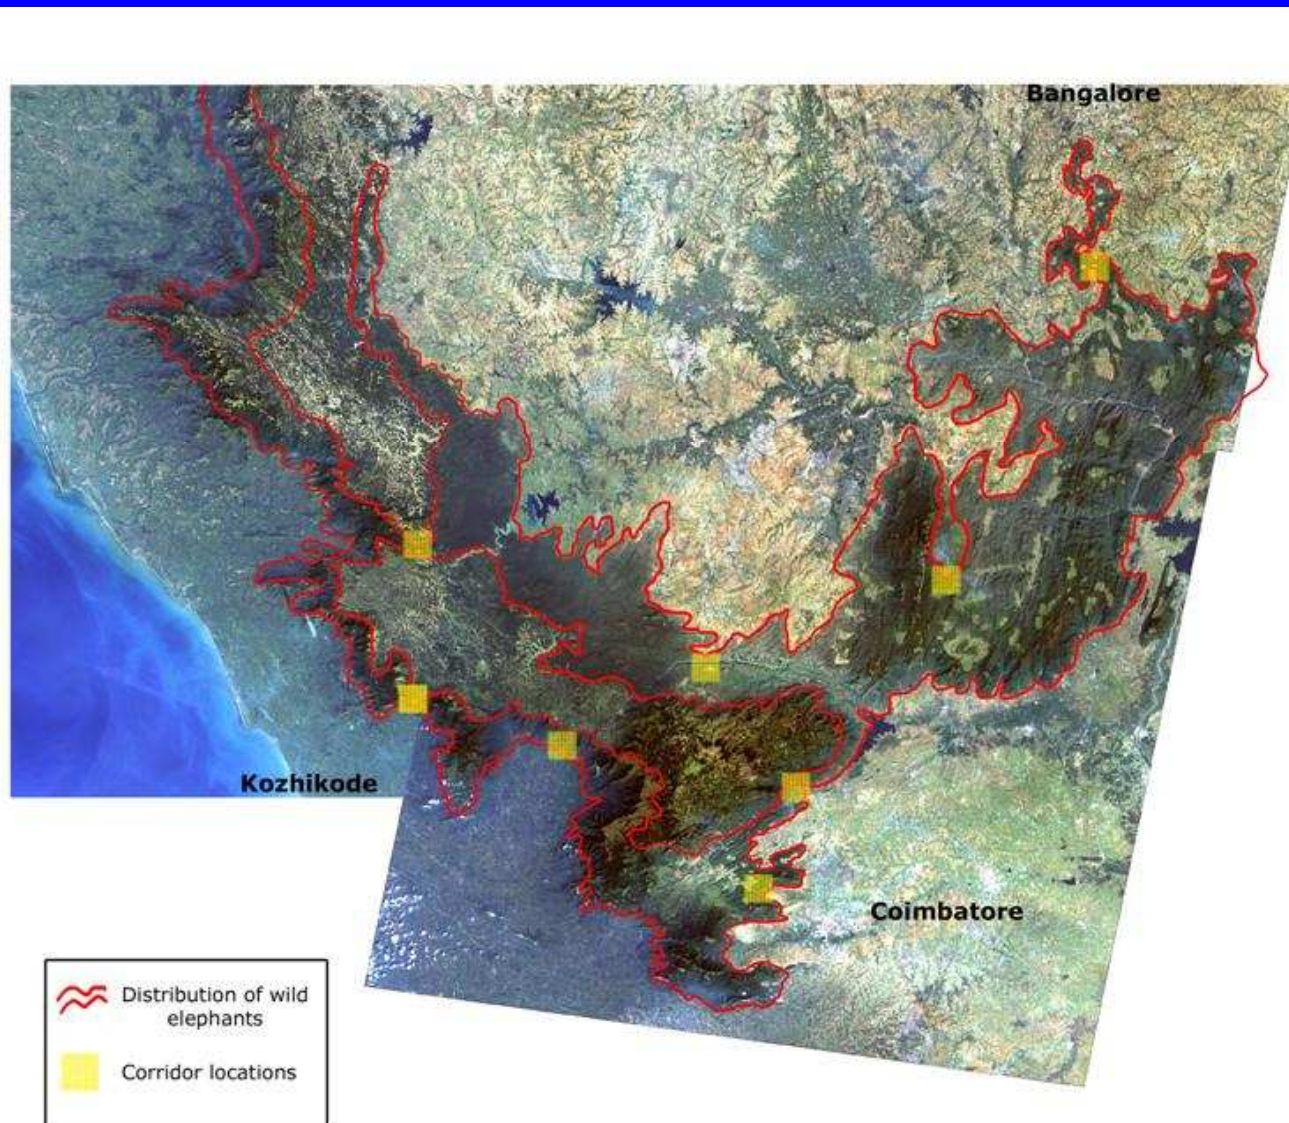 Bangalore
Kozhikode
Coimbatore
Distribution of wild
elephants
Corridor locations